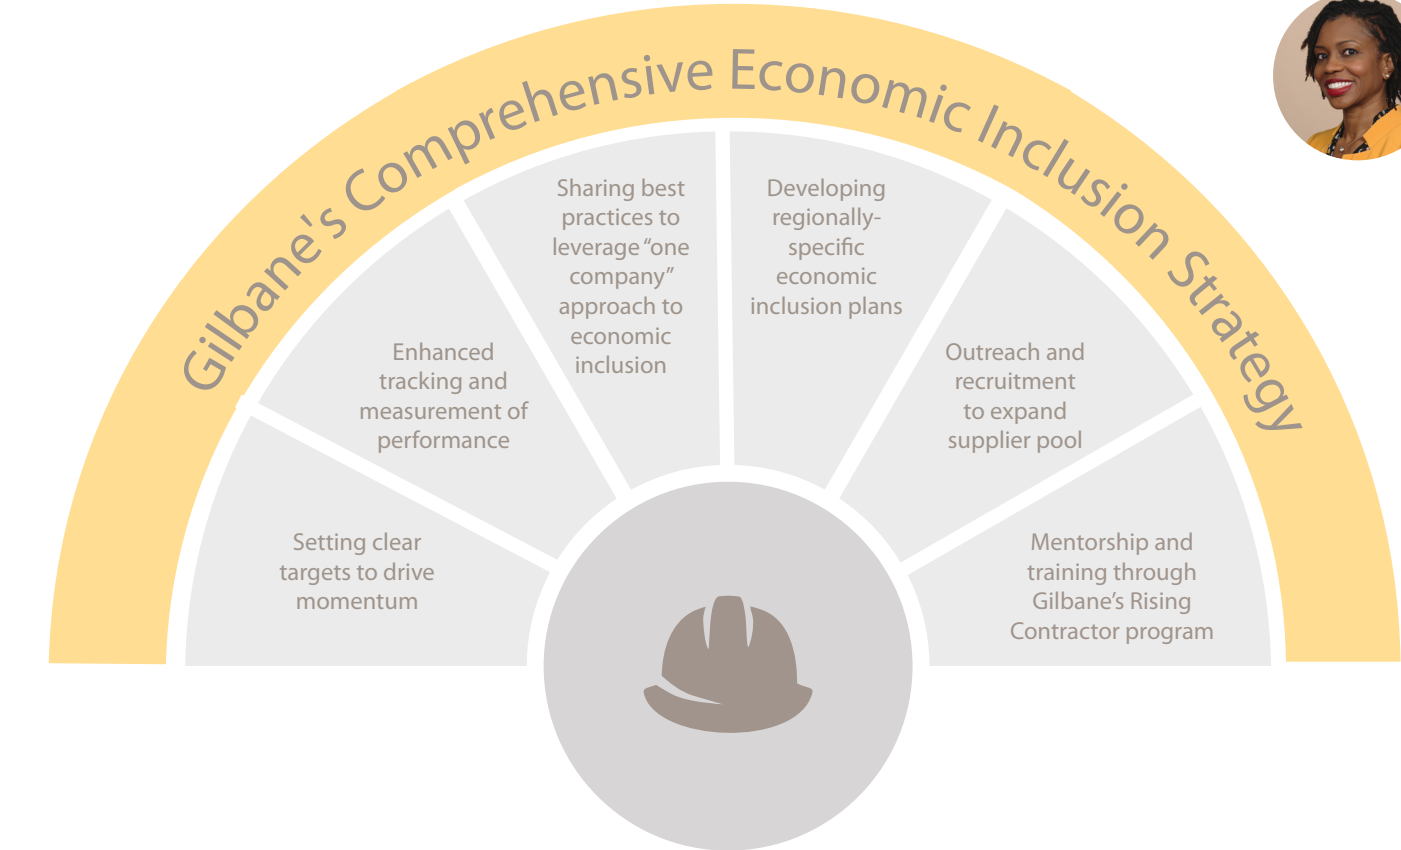 Gilbane's Comprehensive Economic Inclusion Strategy
Setting clear
targets to drive
momentum
Enhanced
tracking and
measurement of
performance
Sharing best
practices to
leverage “one
company”
approach to
economic
inclusion
Developing
regionally-
specific
economic
inclusion plans
Outreach and
recruitment
to expand
supplier pool
Mentorship and
training through
Gilbane’s Rising
Contractor program